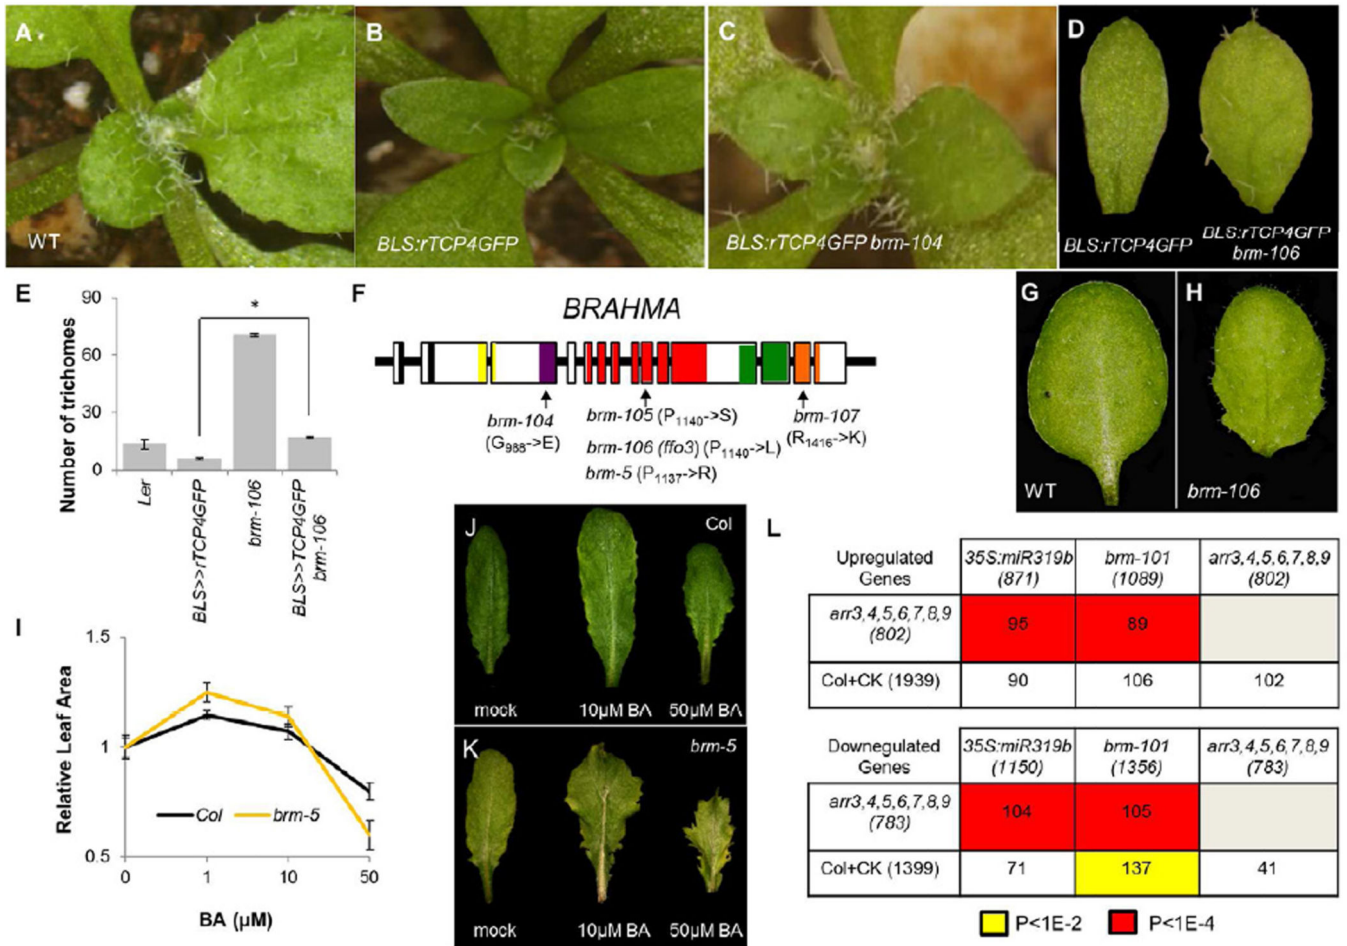 A
WT
B
BLS:rTCP4GFP
C
BLS:rTCP4GFP brm-104
D
BLS:rTCP4GFP
BLS:rTCP4GFP
brm-106
E
Number of trichomes
90
60
30
0
*
Ler
BLS>>rTCP4GFP
brm-106
BLS>>TCP4GFP
brm-106
F
BRAHMA
brm-104
(G988->E)
brm-105 (P1140->S)
brm-106 (ffo3) (P1140->L)
brm-5 (P1137->R)
brm-107
(R1416->K)
G
WT
H
brm-106
I
Relative Leaf Area
1.5
1
0.5
Col
brm-5
0
1
10
50
BA (µM)
J
Col
mock
10µM BA
50µM BA
K
brm-5
mock
10µM BA
50µM BA
L
Upregulated Genes
35S:miR319b (871)
brm-101 (1089)
arr3,4,5,6,7,8,9 (802)
arr3,4,5,6,7,8,9 (802)
95
89
Col+CK (1939)
90
106
102
Downegulated Genes
35S:miR319b (1150)
brm-101 (1356)
arr3,4,5,6,7,8,9 (783)
arr3,4,5,6,7,8,9 (783)
104
105
Col+CK (1399)
71
137
41
P<1E-2
P<1E-4